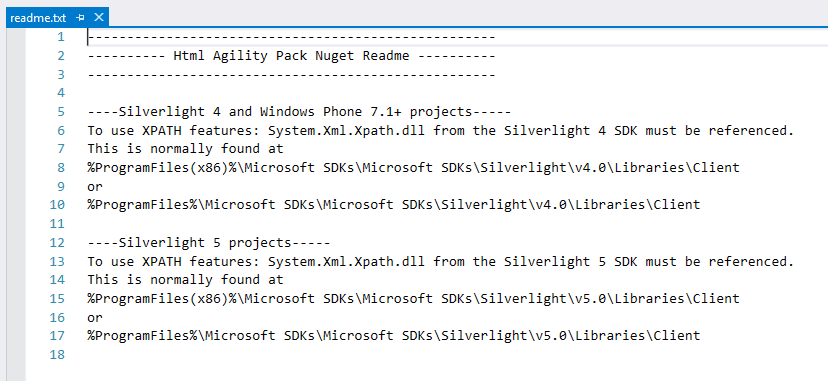 readme.txt
1 ----------------------------------------------------
2 ---------- Html Agility Pack Nuget Readme ----------
3 ----------------------------------------------------
4
5 ----Silverlight 4 and Windows Phone 7.1+ projects-----
6 To use XPATH features: System.Xml.Xpath.dll from the Silverlight 4 SDK must be referenced.
7 This is normally found at
8 %ProgramFiles(x86)%\Microsoft SDKs\Microsoft SDKs\Silverlight\v4.0\Libraries\Client
9 or
10 %ProgramFiles%\Microsoft SDKs\Microsoft SDKs\Silverlight\v4.0\Libraries\Client
11
12 ----Silverlight 5 projects-----
13 To use XPATH features: System.Xml.Xpath.dll from the Silverlight 5 SDK must be referenced.
14 This is normally found at
15 %ProgramFiles(x86)%\Microsoft SDKs\Microsoft SDKs\Silverlight\v5.0\Libraries\Client
16 or
17 %ProgramFiles%\Microsoft SDKs\Microsoft SDKs\Silverlight\v5.0\Libraries\Client
18